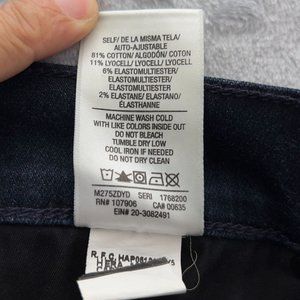 SELF/ DE LA MISMA TELA/
AUTO-AJUSTABLE
81% COTTON/ ALGODÓN/ COTON
11% LYOCELL/ LYOCELL/ LYOCELL
6% ELASTOMULTIESTER/
ELASTOMULTIESTER/
ELASTOMULTIESTER
2% ELASTANE/ ELASTANO/
ÉLASTHANNE
MACHINE WASH COLD
WITH LIKE COLORS INSIDE OUT
DO NOT BLEACH
TUMBLE DRY LOW
COOL IRON IF NEEDED
DO NOT DRY CLEAN
M275ZDYD SERI 1768200
RN# 107906 CA# 00635
EIN# 20-3082491
R.F.C.